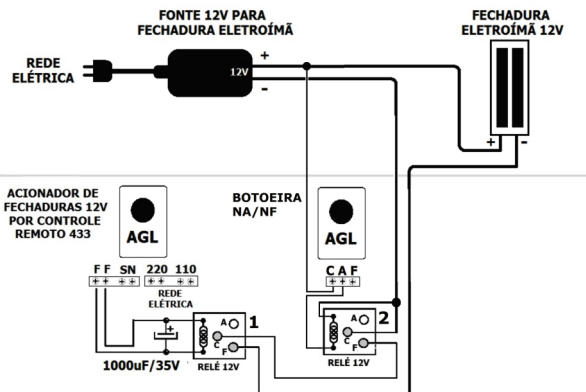 FONTE 12V PARA
FECHADURA ELETROÍMÃ
FECHADURA
ELETROÍMÃ 12V
REDE
ELÉTRICA
12V
+
-
+ -
ACIONADOR DE
FECHADURAS 12V
POR CONTROLE
REMOTO 433
AGL
BOTOEIRA
NA/NF
AGL
F F SN 220 110
REDE
ELÉTRICA
C A F
A
C
F
1
+
1000uF/35V
RELÉ 12V
A
C
F
2
RELÉ 12V